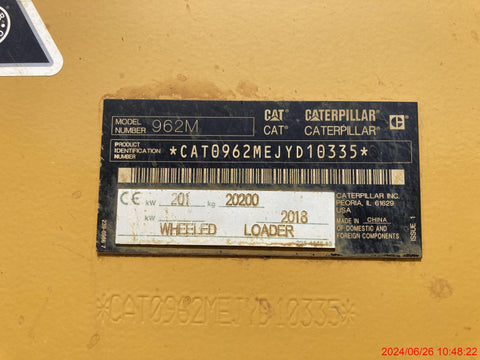 MODEL NUMBER 962M
CAT CATERPILLAR
CAT® CATERPILLAR®
PRODUCT IDENTIFICATION NUMBER *CAT0962MEJYD10335*
CE kW 201 kg 20200
kW 2018
WHEELED LOADER
CATERPILLAR INC.
PEORIA, IL 61629
USA
MADE IN CHINA
OF DOMESTIC AND
FOREIGN COMPONENTS
ISSUE 1
*CAT0962MEJYD10335*
2024/06/26 10:48:22